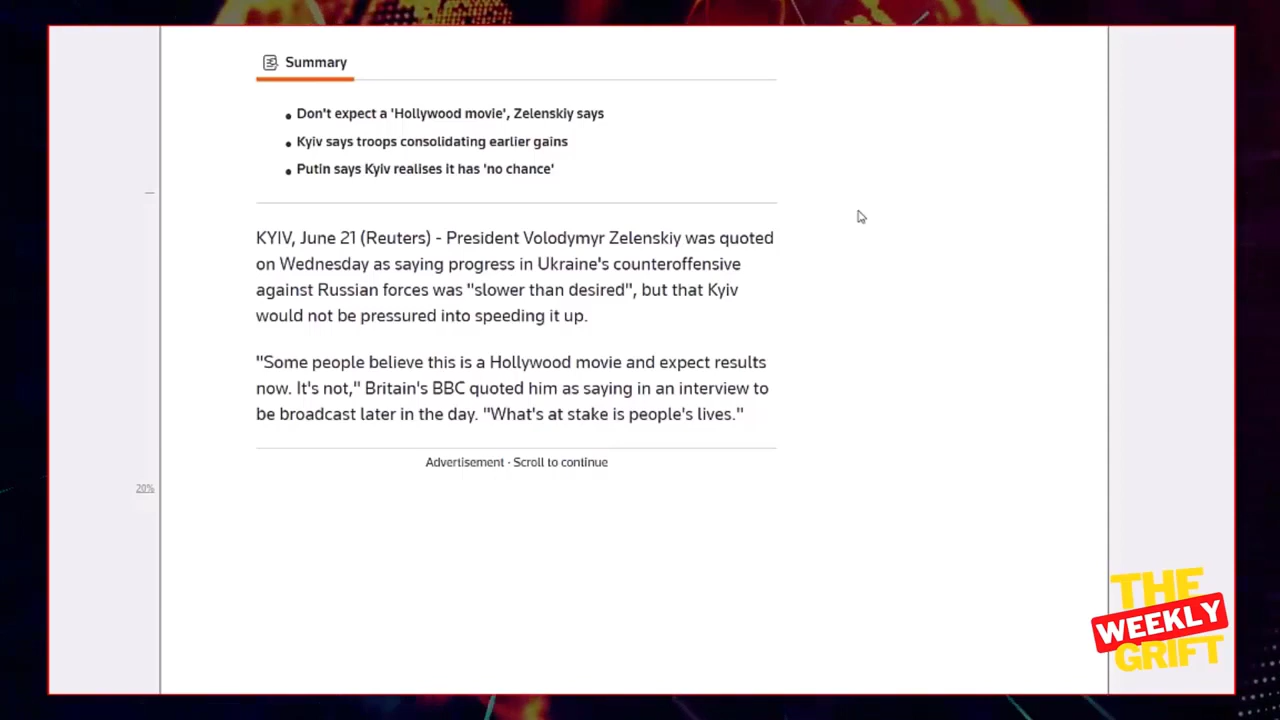 Summary
• Don't expect a 'Hollywood movie', Zelenskiy says
• Kyiv says troops consolidating earlier gains
• Putin says Kyiv realises it has 'no chance'
KYIV, June 21 (Reuters) - President Volodymyr Zelenskiy was quoted
on Wednesday as saying progress in Ukraine's counteroffensive
against Russian forces was "slower than desired", but that Kyiv
would not be pressured into speeding it up.
"Some people believe this is a Hollywood movie and expect results
now. It's not," Britain's BBC quoted him as saying in an interview to
be broadcast later in the day. "What's at stake is people's lives."
Advertisement · Scroll to continue
20%
THE
WEEKLY
GRIFT